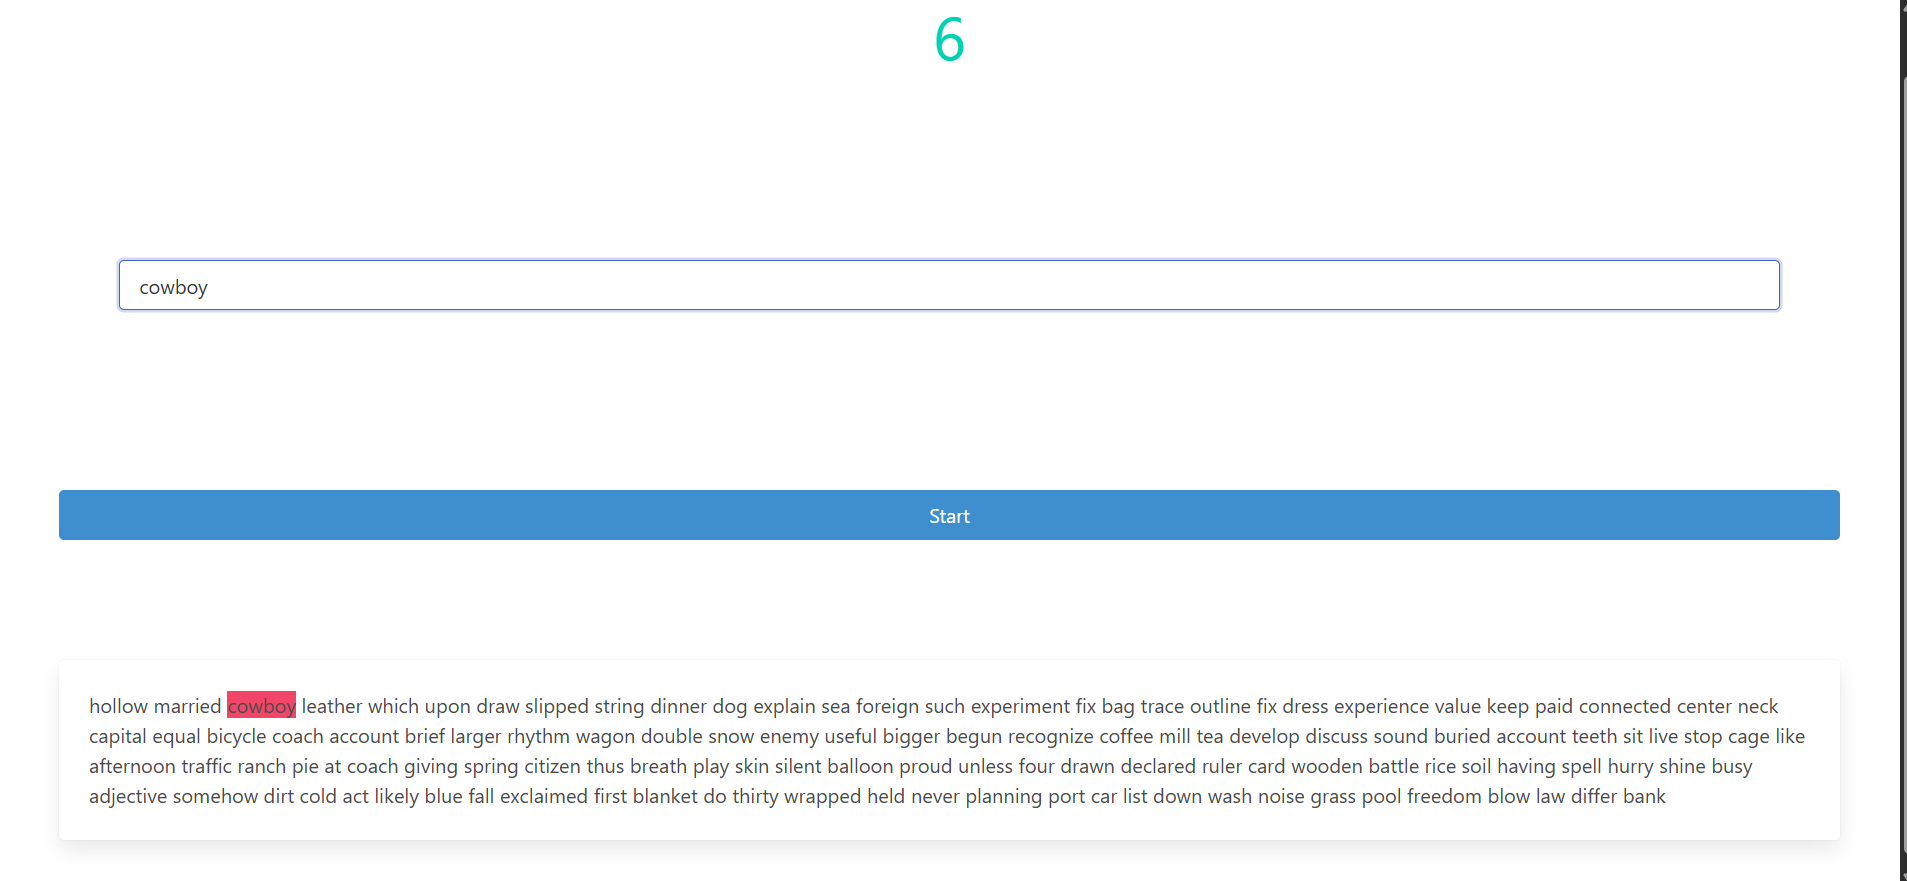 6
cowboy
Start
hollow married cowboy leather which upon draw slipped string dinner dog explain sea foreign such experiment fix bag trace outline fix dress experience value keep paid connected center neck
capital equal bicycle coach account brief larger rhythm wagon double snow enemy useful bigger begun recognize coffee mill tea develop discuss sound buried account teeth sit live stop cage like
afternoon traffic ranch pie at coach giving spring citizen thus breath play skin silent balloon proud unless four drawn declared ruler card wooden battle rice soil having spell hurry shine busy
adjective somehow dirt cold act likely blue fall exclaimed first blanket do thirty wrapped held never planning port car list down wash noise grass pool freedom blow law differ bank